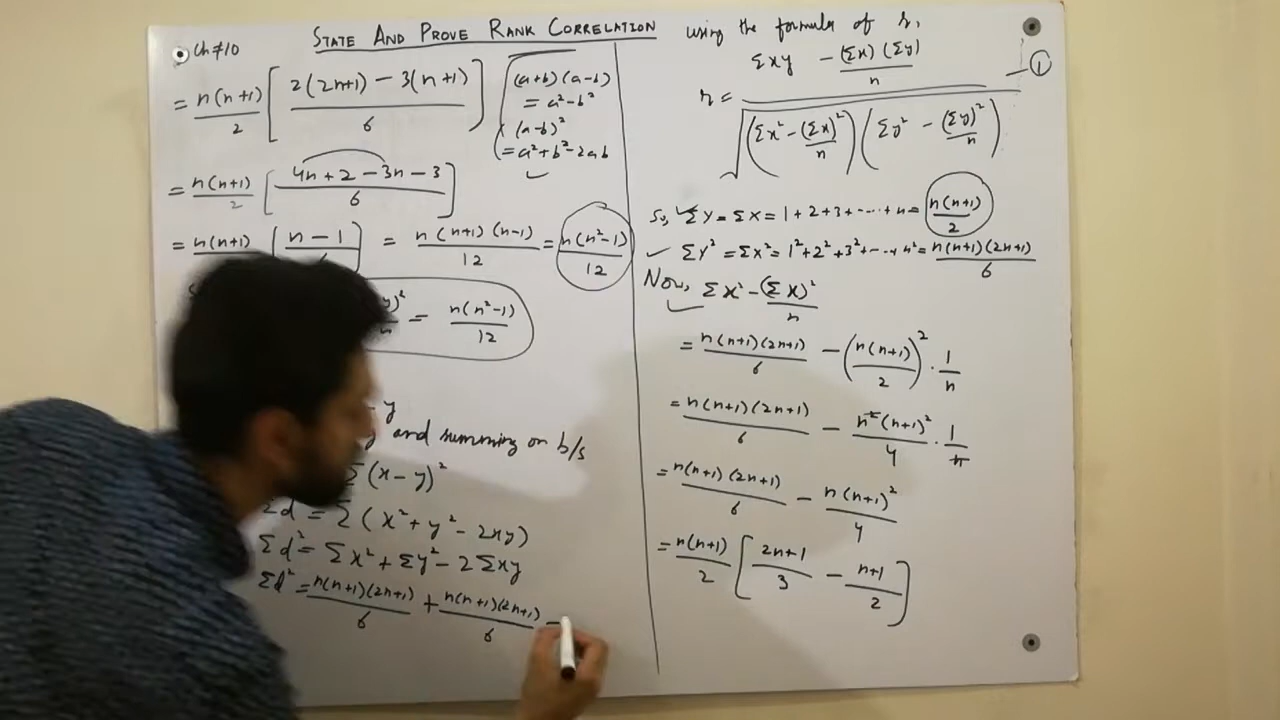 Ch # 10
STATE AND PROVE RANK CORRELATION
using the formula of r,
r = (Σxy - (Σx)(Σy)/n) / √((Σx² - (Σx)²/n)(Σy² - (Σy)²/n)) — ①
So, ✓ΣY = ΣX = 1+2+3+-----+n = n(n+1)/2
✓ ΣY² = ΣX² = 1²+2²+3²+---+n² = n(n+1)(2n+1)/6
Now, Σx² - (Σx)²/n
= n(n+1)(2n+1)/6 - (n(n+1)/2)² · 1/n
= n(n+1)(2n+1)/6 - n²(n+1)²/4 · 1/n
= n(n+1)(2n+1)/6 - n(n+1)²/4
= n(n+1)/2 [2n+1/3 - n+1/2]
= n(n+1)/2 [2(2n+1) - 3(n+1)/6]
= n(n+1)/2 [4n+2-3n-3/6]
= n(n+1) [n-1] = n(n+1)(n-1)/12 = n(n²-1)/12
(a+b)(a-b)
= a²-b²
(a-b)²
= a²+b²-2ab
y)²/n = n(n²-1)/12
- y
and summing on b/s
Σ(x-y)²
Σd² = Σ(x²+y²-2xy)
Σd² = Σx²+Σy²-2Σxy
Σd² = n(n+1)(2n+1)/6 + n(n+1)(2n+1)/6 -